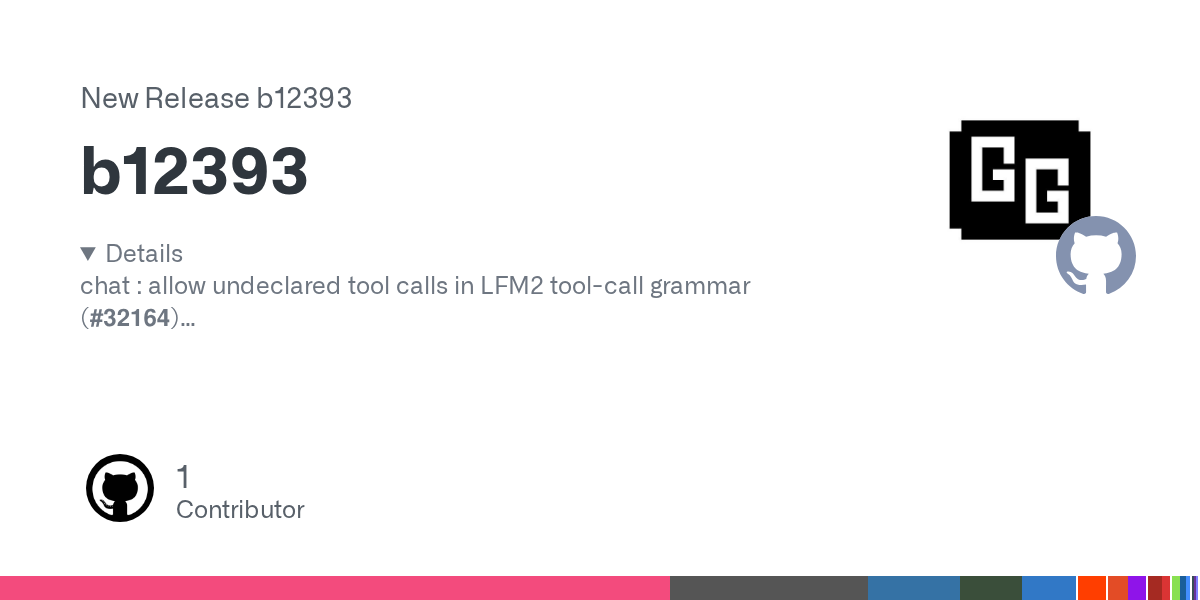 New Release b12393
b12393
▼ Details
chat : allow undeclared tool calls in LFM2 tool-call grammar
(#32164)...
GG
1
Contributor